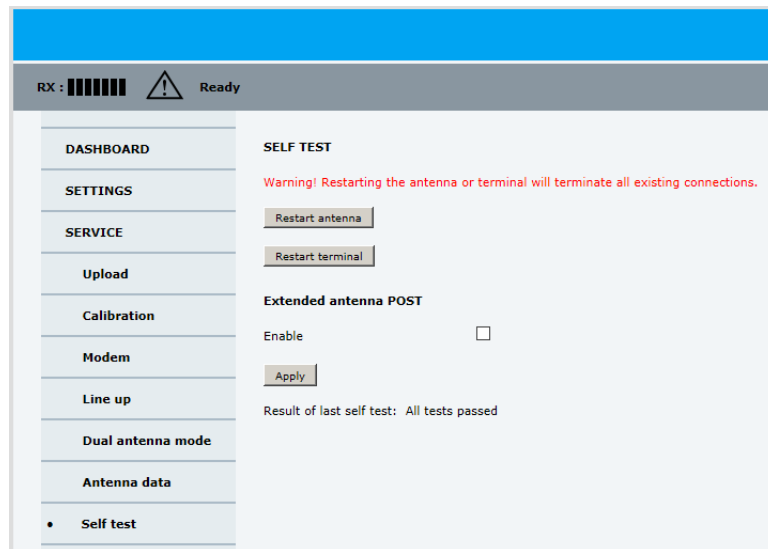 RX :
Ready
DASHBOARD
SETTINGS
SERVICE
Upload
Calibration
Modem
Line up
Dual antenna mode
Antenna data
• Self test
SELF TEST
Warning! Restarting the antenna or terminal will terminate all existing connections.
Restart antenna
Restart terminal
Extended antenna POST
Enable
Apply
Result of last self test: All tests passed